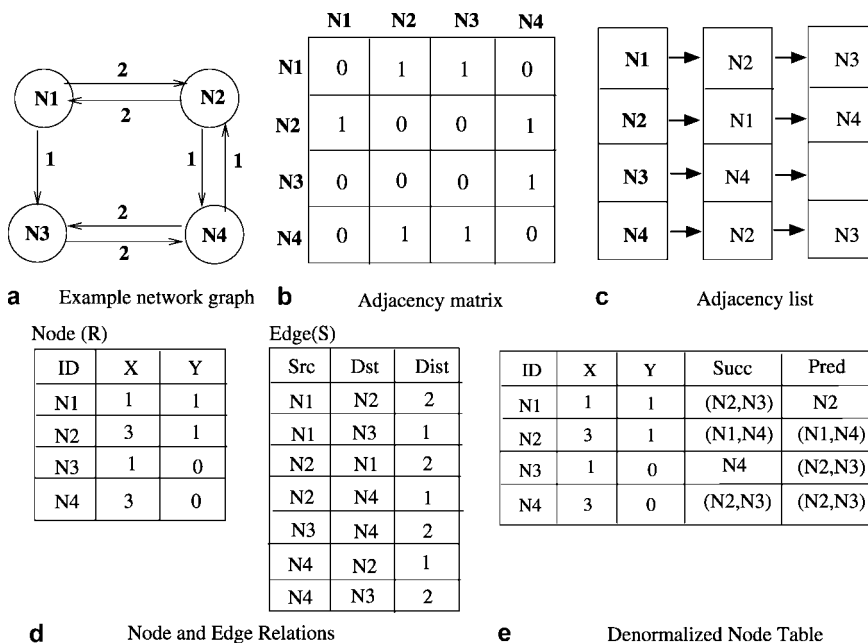 N1 N2 N3 N4
N1 0 1 1 0
N2 1 0 0 1
N3 0 0 0 1
N4 0 1 1 0
2
N1 N2
2
1 1 1
2
N3 N4
2
N1 N2 N3
N2 N1 N4
N3 N4
N4 N2 N3
a Example network graph
b Adjacency matrix
c Adjacency list
Node (R)
ID X Y
N1 1 1
N2 3 1
N3 1 0
N4 3 0
Edge(S)
Src Dst Dist
N1 N2 2
N1 N3 1
N2 N1 2
N2 N4 1
N3 N4 2
N4 N2 1
N4 N3 2
ID X Y Succ Pred
N1 1 1 (N2,N3) N2
N2 3 1 (N1,N4) (N1,N4)
N3 1 0 N4 (N2,N3)
N4 3 0 (N2,N3) (N2,N3)
d Node and Edge Relations
e Denormalized Node Table